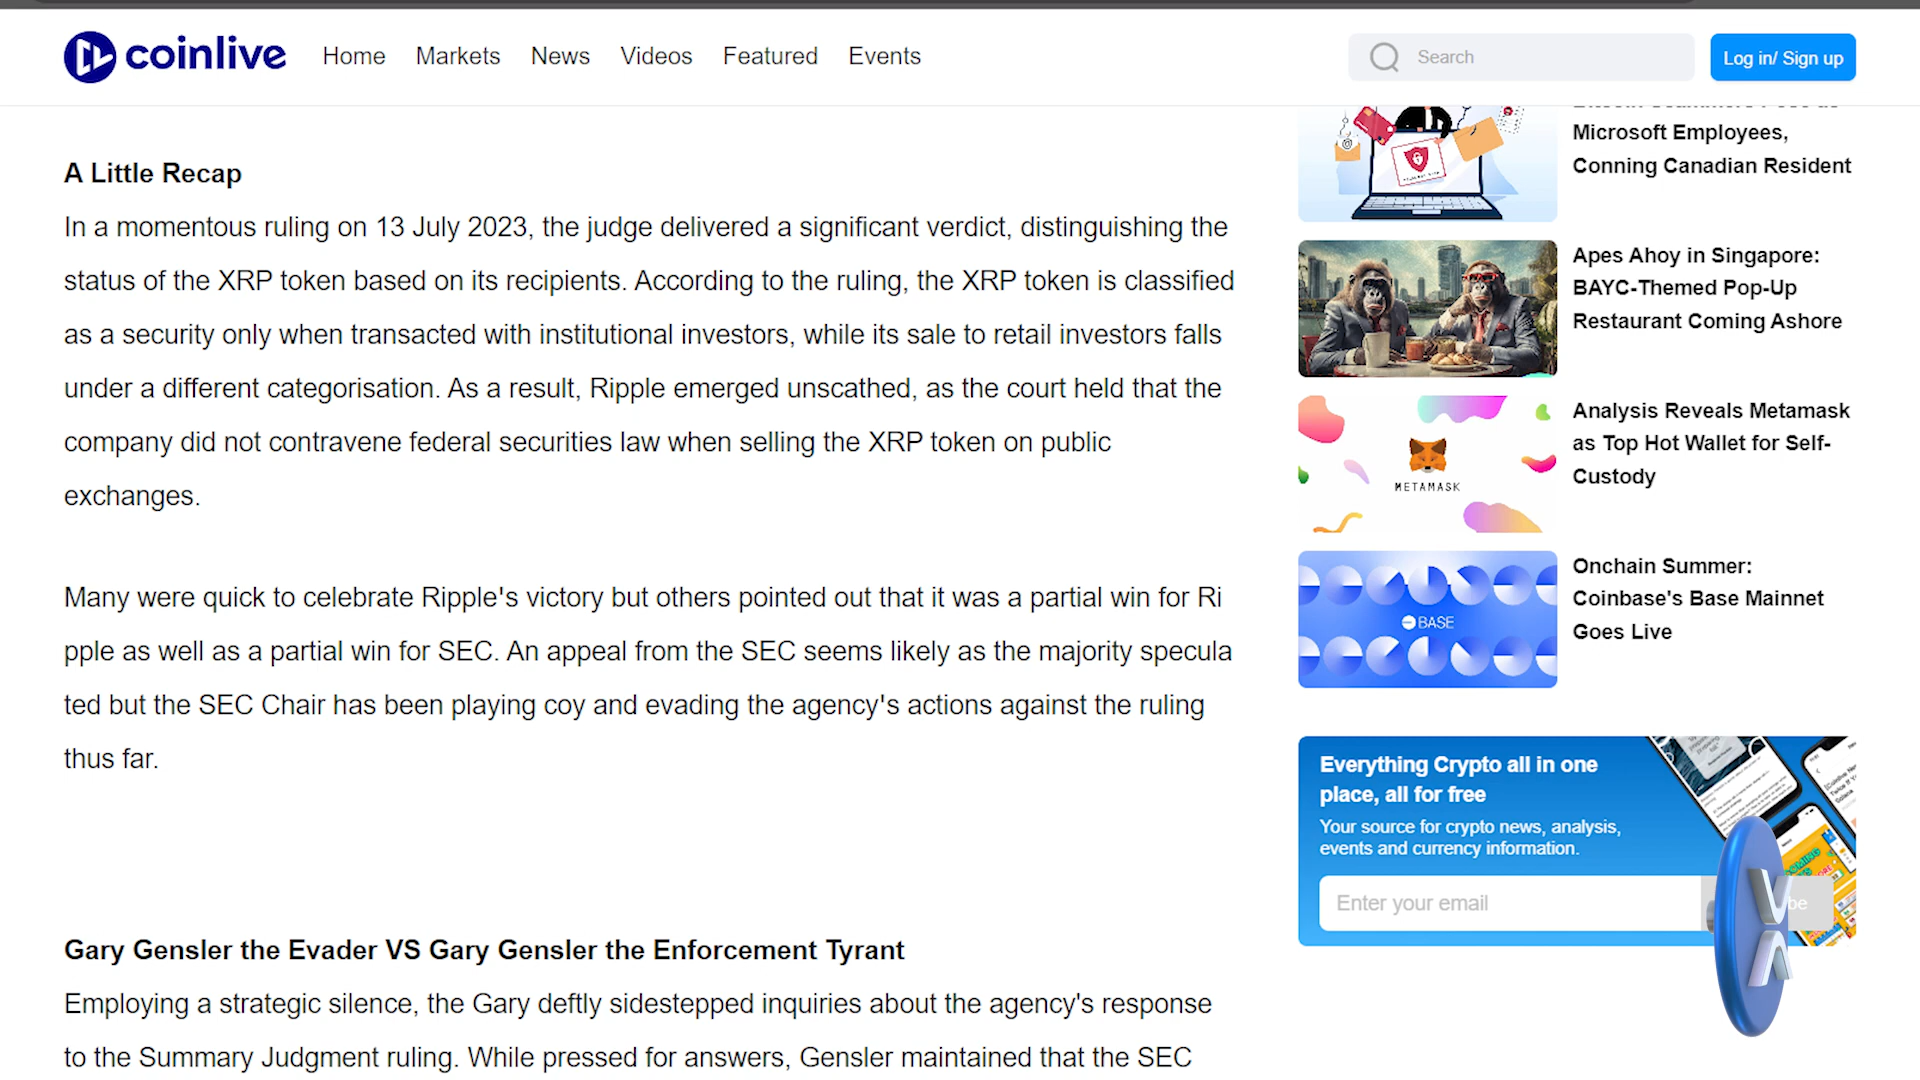 coinlive
Home Markets News Videos Featured Events
Search
Log in/ Sign up
A Little Recap
In a momentous ruling on 13 July 2023, the judge delivered a significant verdict, distinguishing the
status of the XRP token based on its recipients. According to the ruling, the XRP token is classified
as a security only when transacted with institutional investors, while its sale to retail investors falls
under a different categorisation. As a result, Ripple emerged unscathed, as the court held that the
company did not contravene federal securities law when selling the XRP token on public
exchanges.
Many were quick to celebrate Ripple's victory but others pointed out that it was a partial win for Ri
pple as well as a partial win for SEC. An appeal from the SEC seems likely as the majority specula
ted but the SEC Chair has been playing coy and evading the agency's actions against the ruling
thus far.
Gary Gensler the Evader VS Gary Gensler the Enforcement Tyrant
Employing a strategic silence, the Gary deftly sidestepped inquiries about the agency's response
to the Summary Judgment ruling. While pressed for answers, Gensler maintained that the SEC
Microsoft Employees,
Conning Canadian Resident
Apes Ahoy in Singapore:
BAYC-Themed Pop-Up
Restaurant Coming Ashore
METAMASK
Analysis Reveals Metamask
as Top Hot Wallet for Self-
Custody
BASE
Onchain Summer:
Coinbase's Base Mainnet
Goes Live
Everything Crypto all in one
place, all for free
Your source for crypto news, analysis,
events and currency information.
Enter your email
be